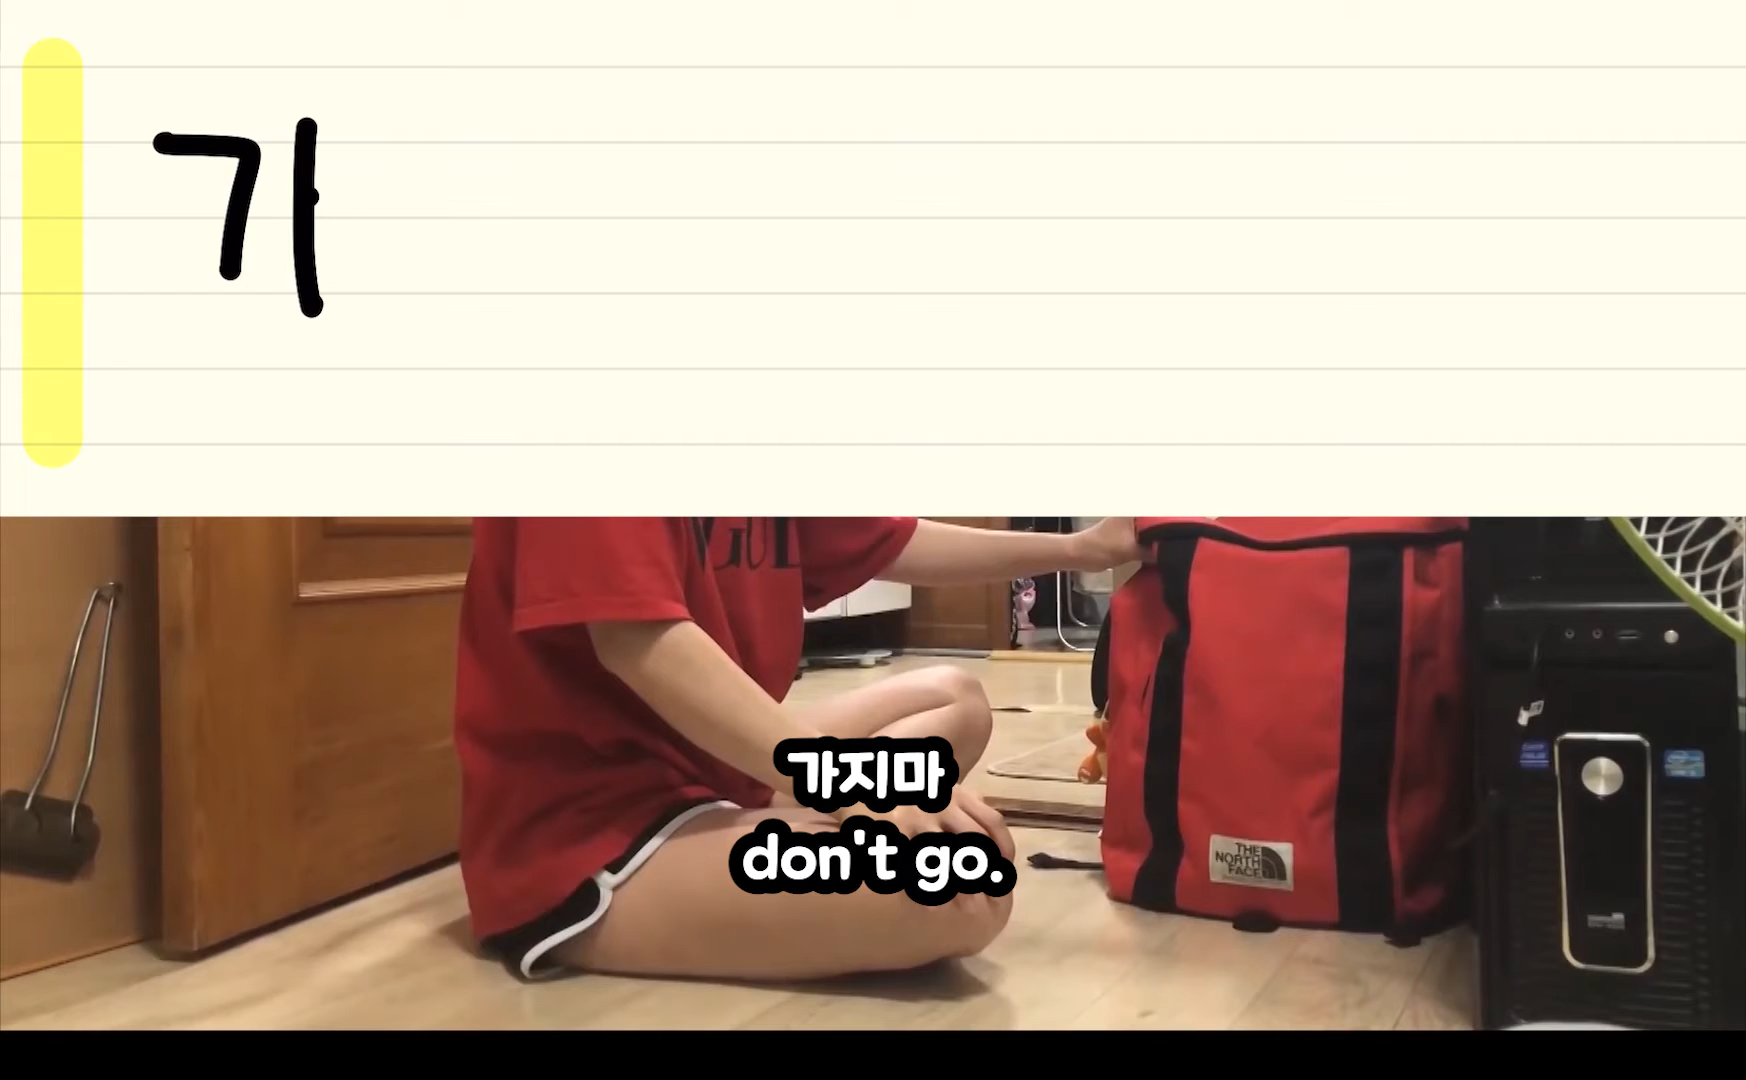 기
가지마
don't go.
THE
NORTH
FACE